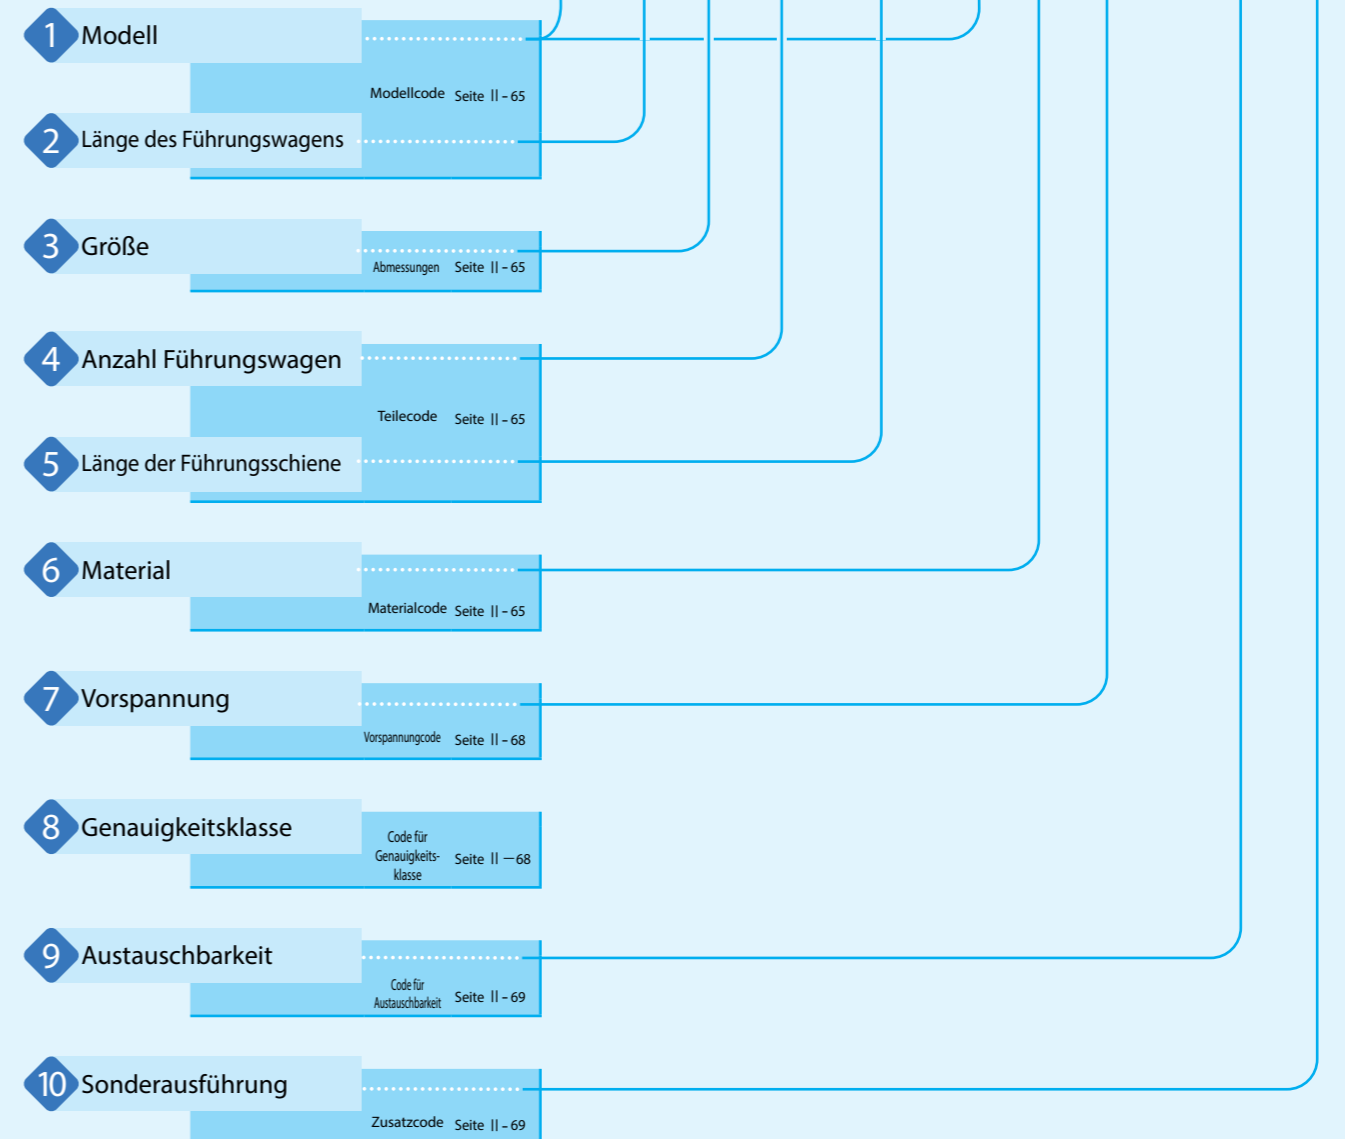 1 Modell
Modellcode Seite II-65
2 Länge des Führungswagens
3 Größe
Abmessungen Seite II-65
4 Anzahl Führungswagen
Teilecode Seite II-65
5 Länge der Führungsschiene
6 Material
Materialcode Seite II-65
7 Vorspannung
Vorspannungcode Seite II-68
8 Genauigkeitsklasse
Code für
Genauigkeits-
klasse
Seite II—68
9 Austauschbarkeit
Code für
Austauschbarkeit
Seite II-69
10 Sonderausführung
Zusatzcode Seite II-69